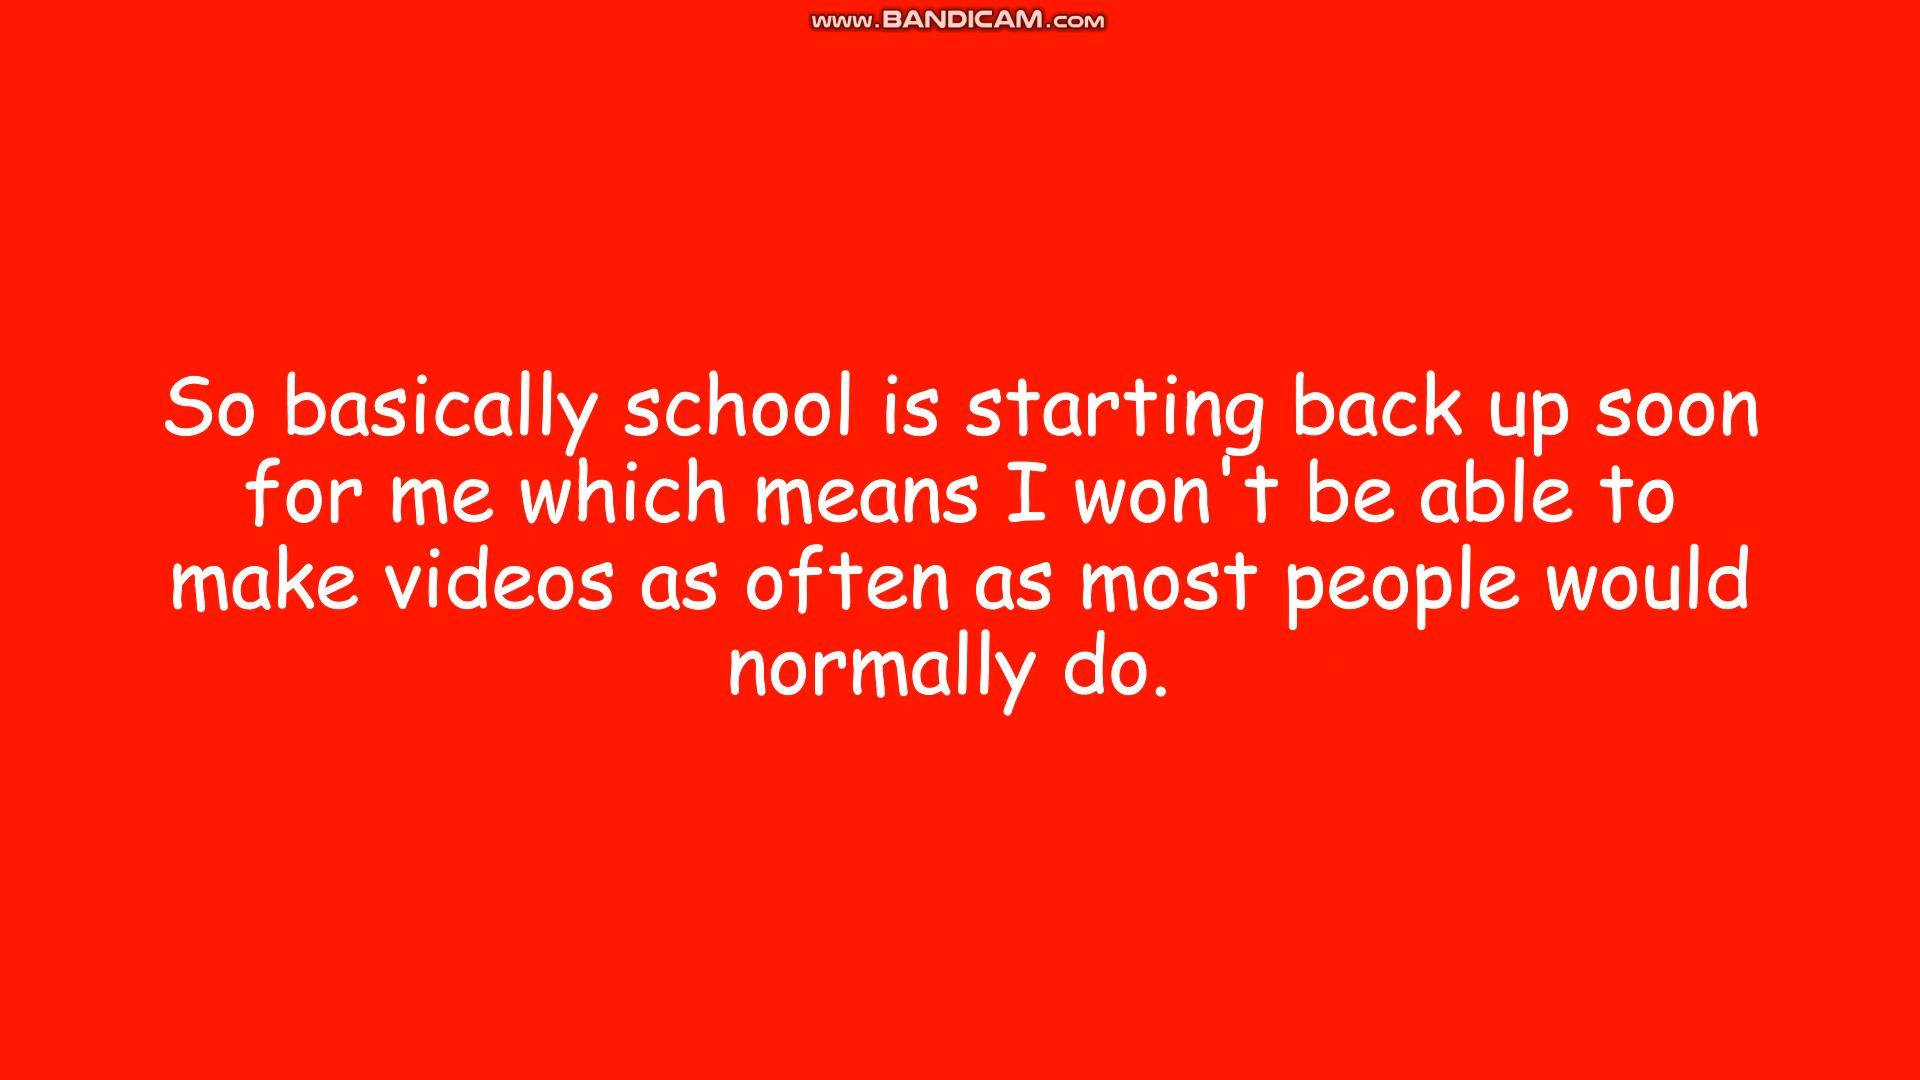 www.BANDICAM.com
So basically school is starting back up soon
for me which means I won't be able to
make videos as often as most people would
normally do.